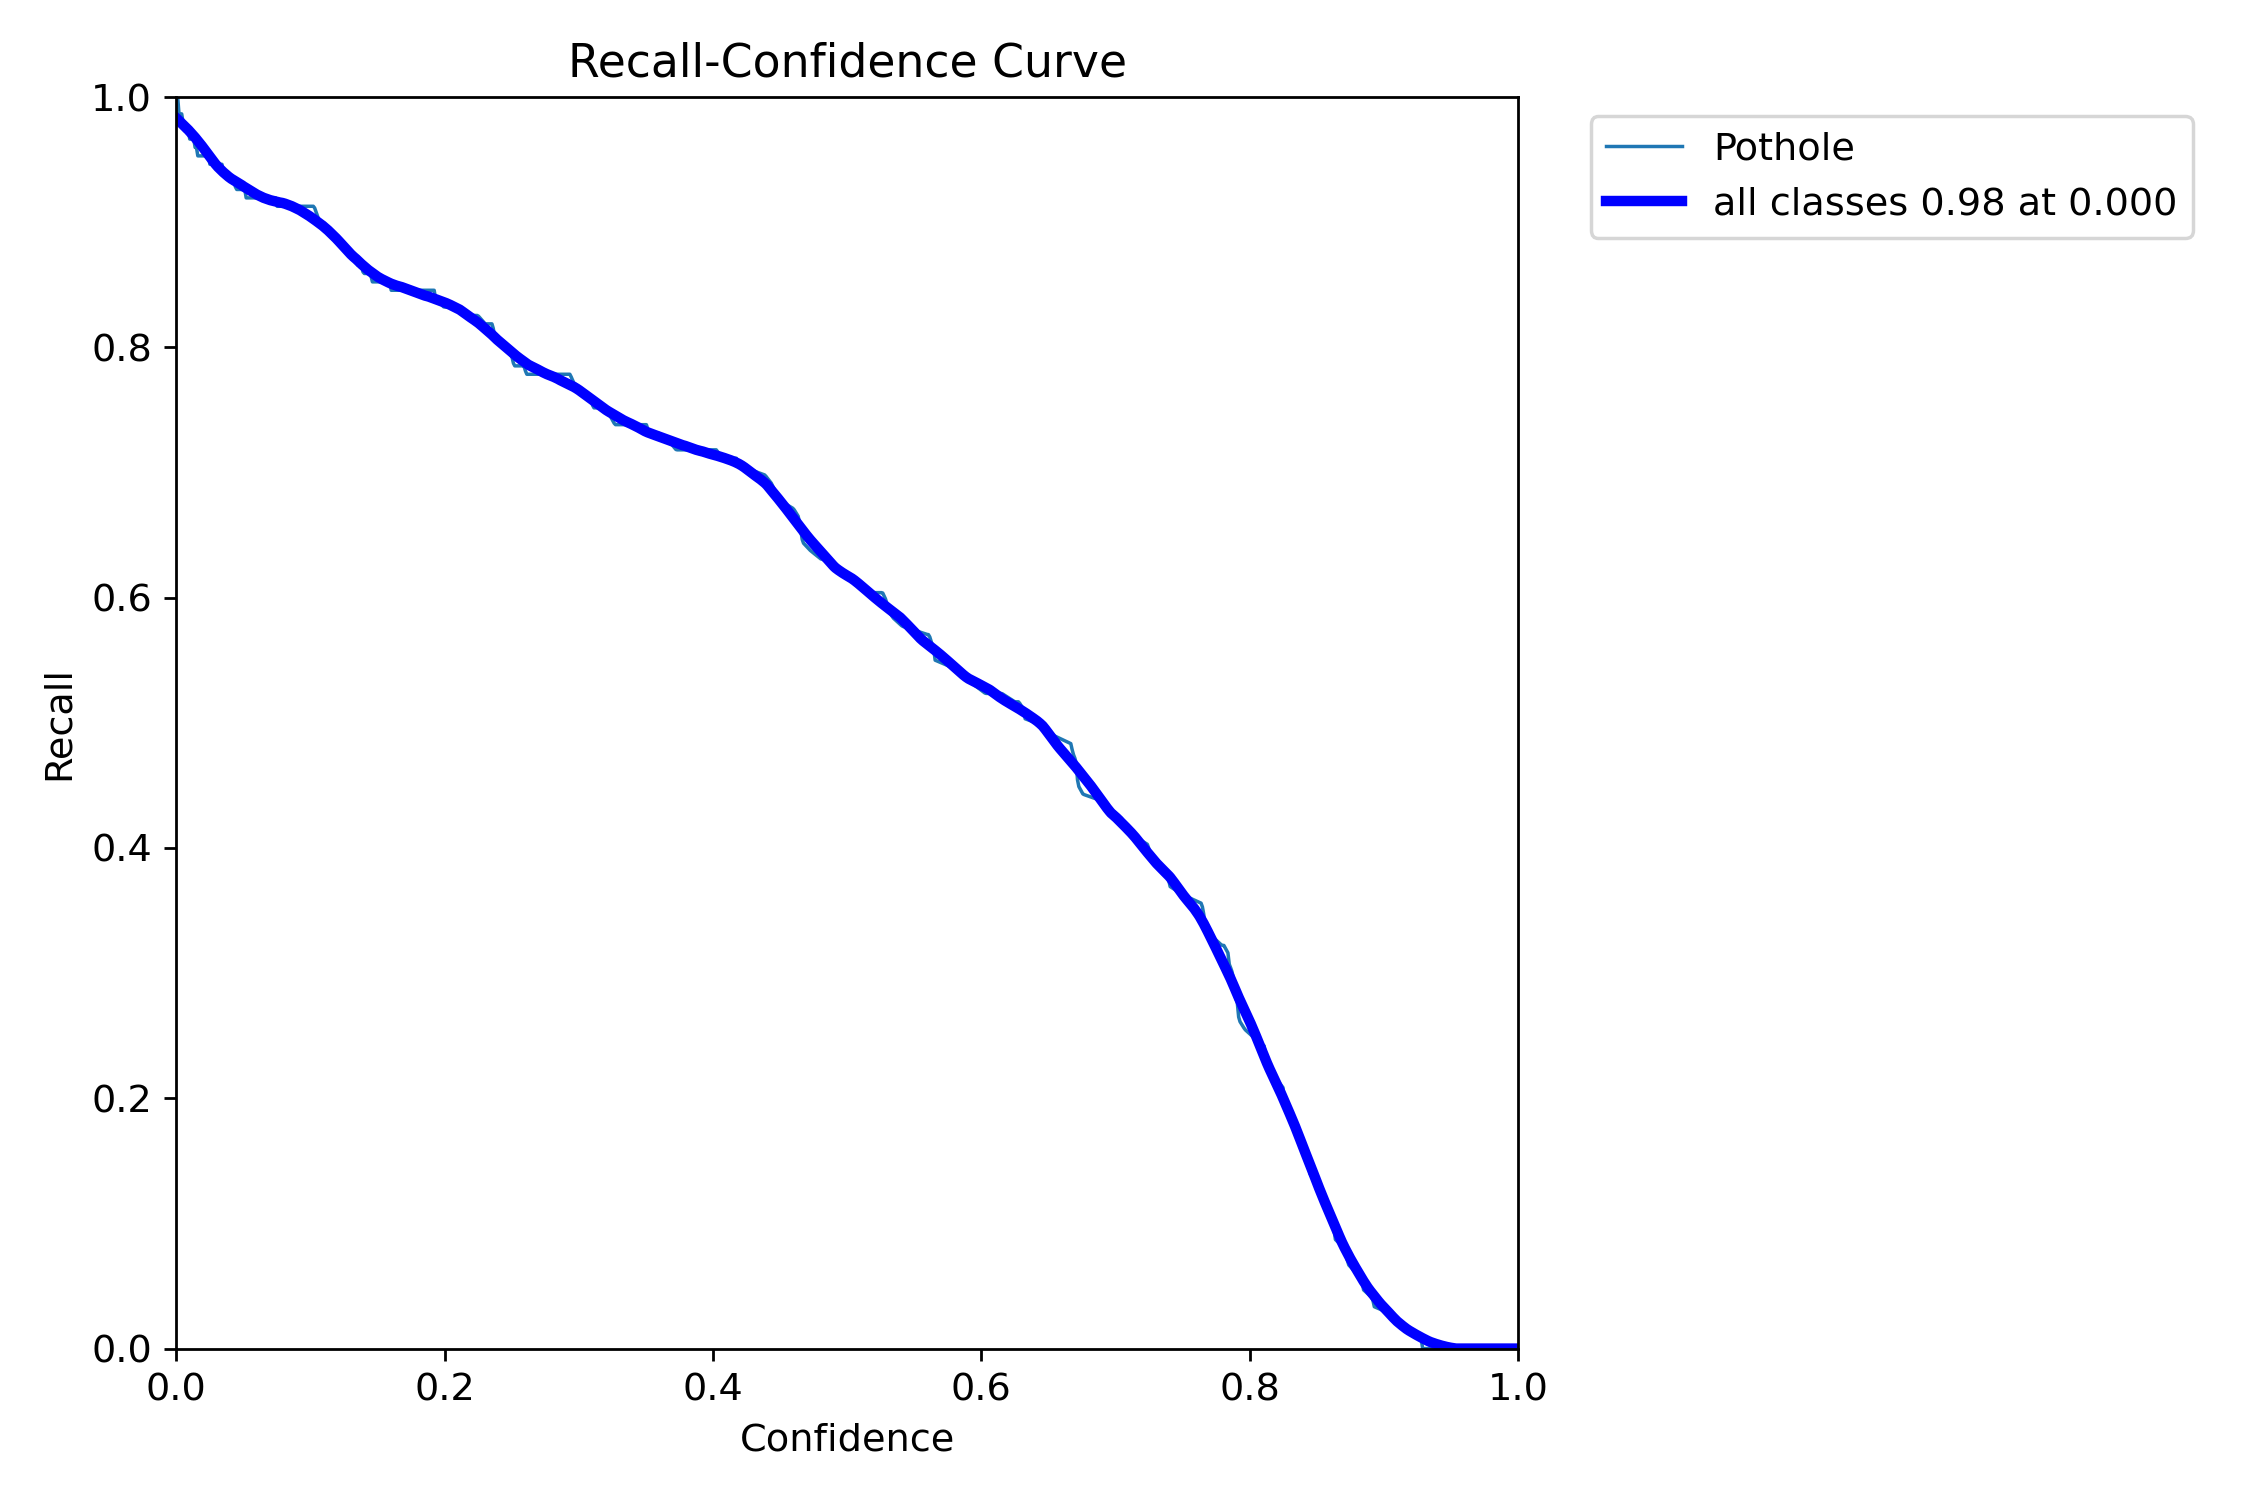 Recall-Confidence Curve
1.0
0.8
0.6
0.4
0.2
0.0
Recall
0.0 0.2 0.4 0.6 0.8 1.0
Confidence
Pothole
all classes 0.98 at 0.000